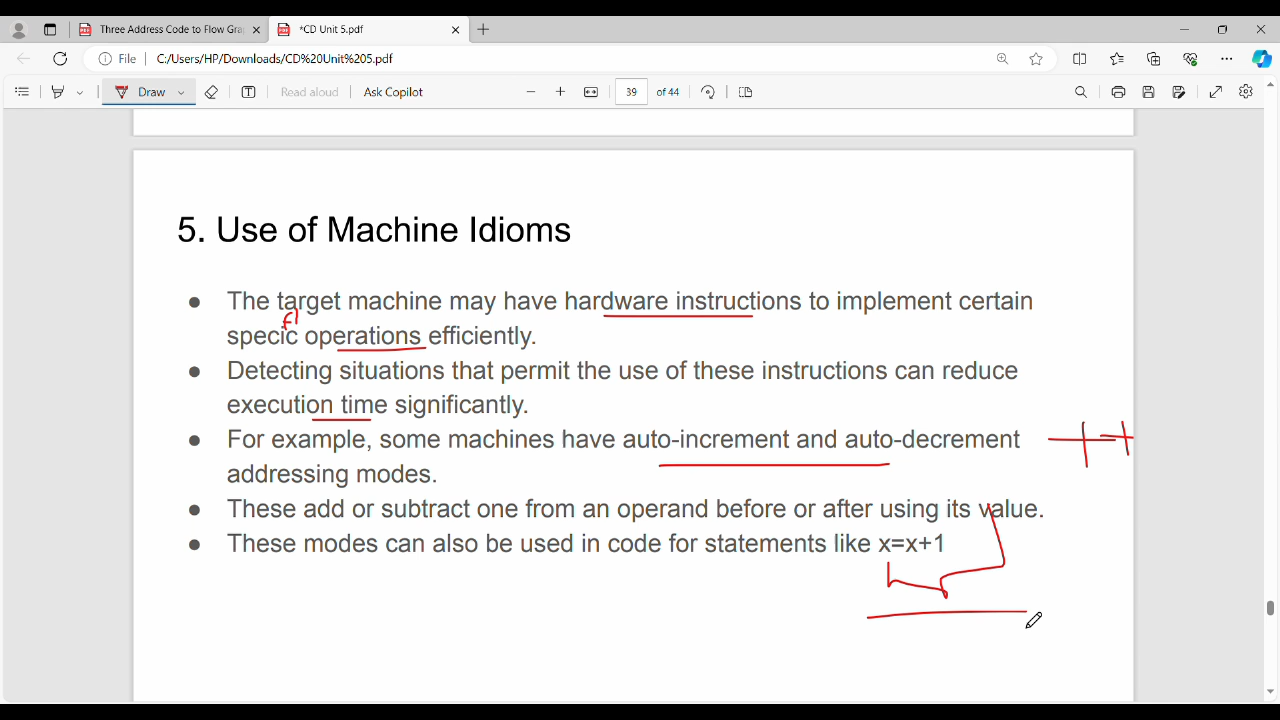 Three Address Code to Flow Gra
*CD Unit 5.pdf
File
C:/Users/HP/Downloads/CD%20Unit%205.pdf
Draw
Read aloud
Ask Copilot
39
of 44
5. Use of Machine Idioms
● The target machine may have hardware instructions to implement certain
fi
specic operations efficiently.
● Detecting situations that permit the use of these instructions can reduce
execution time significantly.
● For example, some machines have auto-increment and auto-decrement
++
addressing modes.
● These add or subtract one from an operand before or after using its value.
● These modes can also be used in code for statements like x=x+1